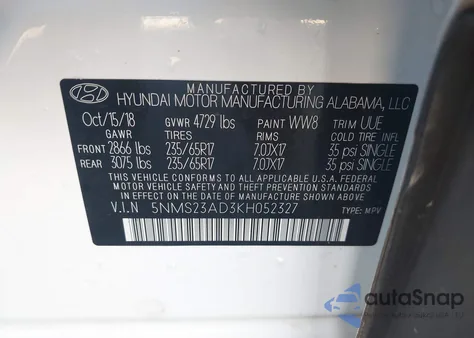 MANUFACTURED BY
HYUNDAI MOTOR MANUFACTURING ALABAMA, LLC
Oct/15/18 GVWR 4729 lbs PAINT WW8 TRIM UUE
GAWR TIRES RIMS COLD TIRE INFL
FRONT 2866 lbs 235/65R17 7.0JX17 35 psi SINGLE
REAR 3075 lbs 235/65R17 7.0JX17 35 psi SINGLE
THIS VEHICLE CONFORMS TO ALL APPLICABLE U.S.A FEDERAL
MOTOR VEHICLE SAFETY, BUMPER, AND THEFT PREVENTION STANDARDS
IN EFFECT ON THE DATE OF MANUFACTURE SHOWN ABOVE.
V.I.N 5NMS23AD3KH052327 TYPE: MPV
autoSnap